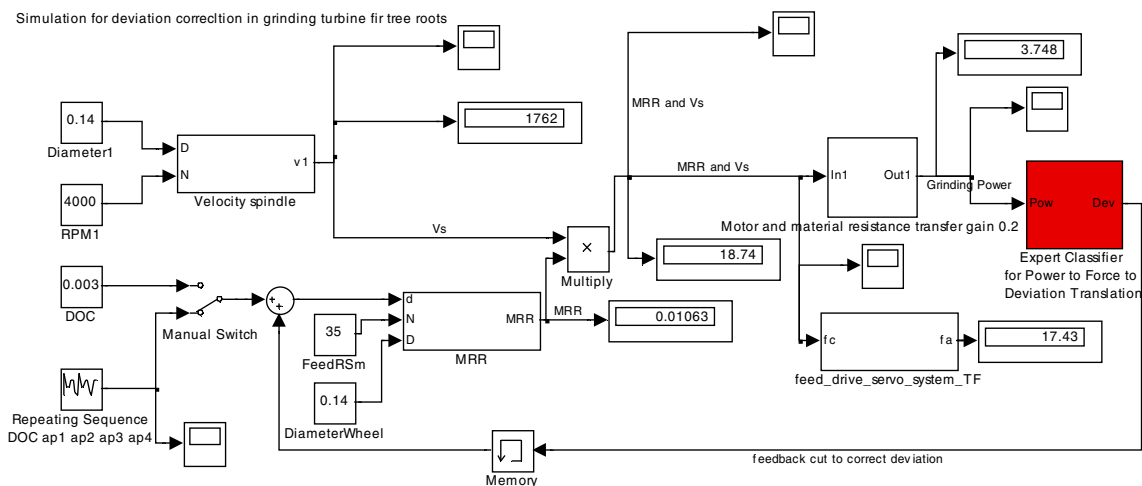 Simulation for deviation correcltion in grinding turbine fir tree roots
3.748
MRR and Vs
1762
0.14
Diameter1
D
N
v1
Velocity spindle
4000
RPM1
MRR and Vs
In1
Out1
Grinding Power
Pow
Dev
Motor and material resistance transfer gain 0.2
Expert Classifier
for Power to Force to
Deviation Translation
Vs
×
Multiply
18.74
0.003
DOC
Manual Switch
+
+
d
N
D
MRR
MRR
MRR
0.01063
35
FeedRSm
0.14
DiameterWheel
fc
fa
feed_drive_servo_system_TF
17.43
Repeating Sequence
DOC ap1 ap2 ap3 ap4
Memory
feedback cut to correct deviation